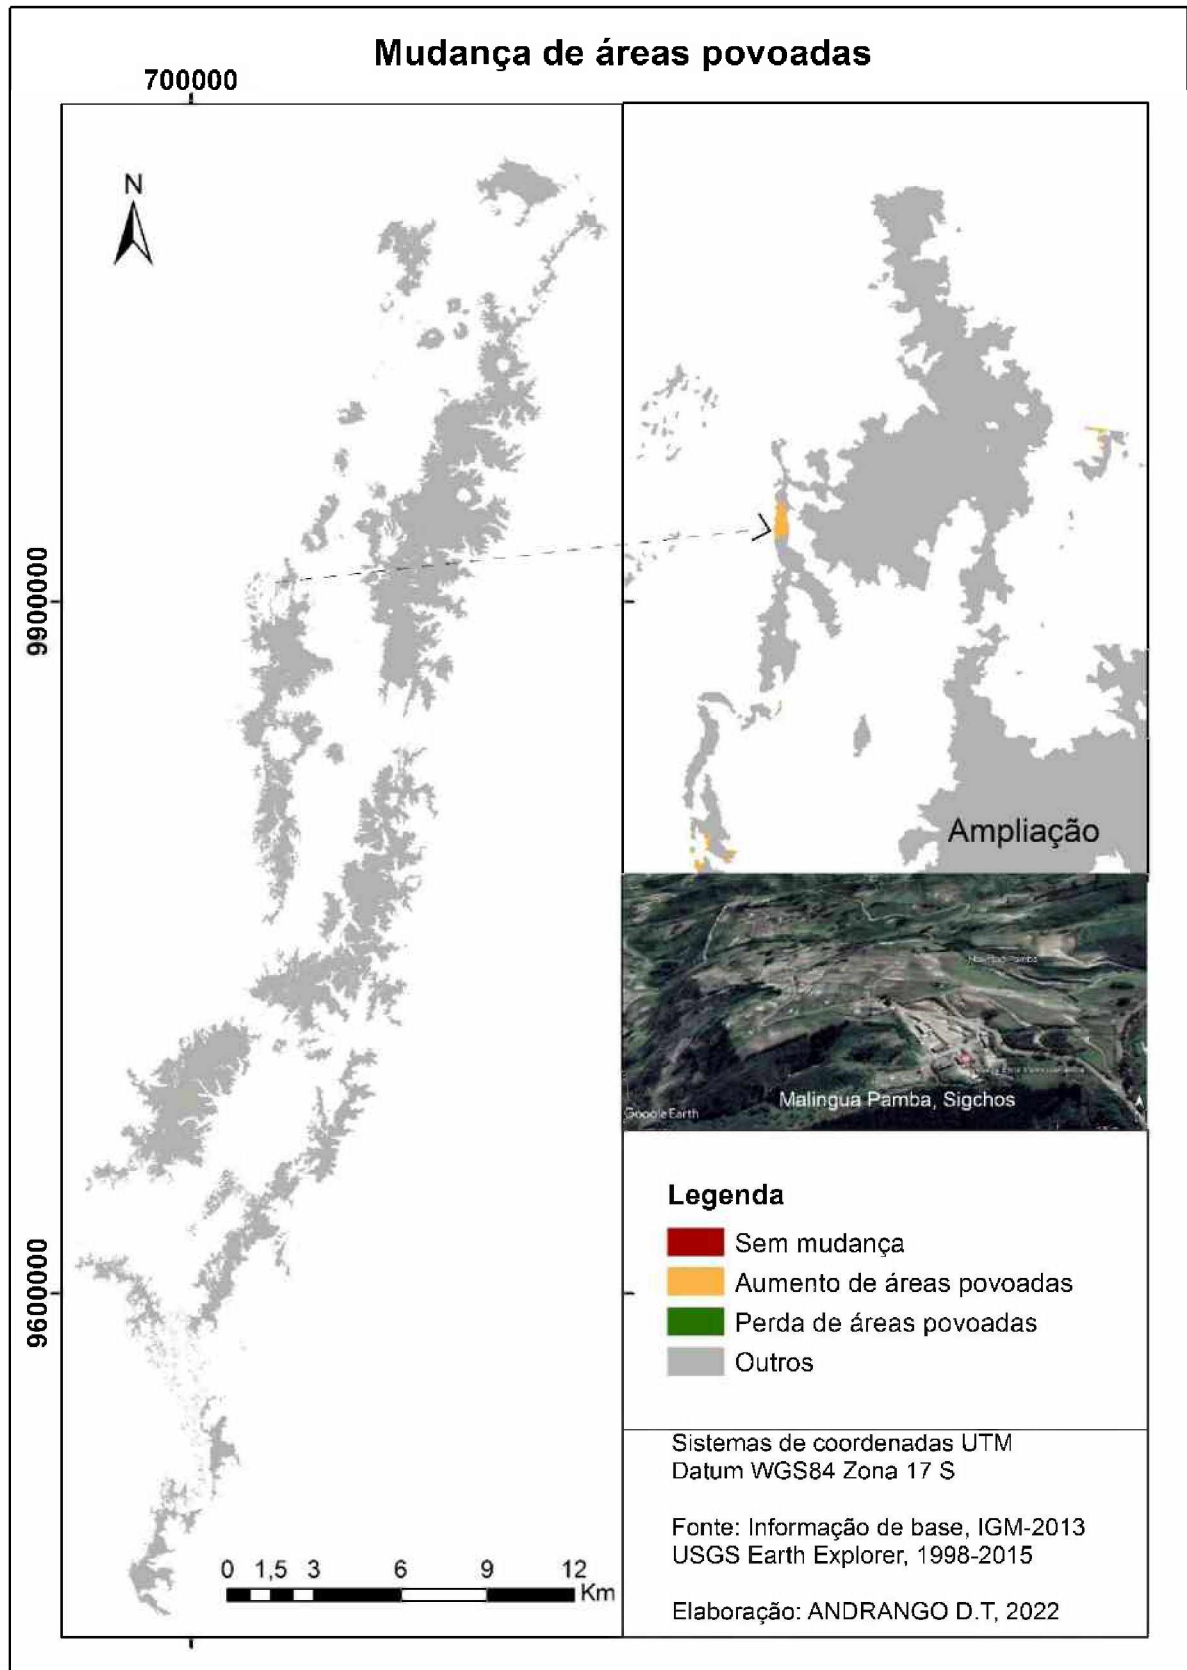 Mudança de áreas povoadas
700000
N
9900000
9600000
Ampliação
GoogleEarth
Malingua Pamba, Sigchos
Legenda
Sem mudança
Aumento de áreas povoadas
Perda de áreas povoadas
Outros
0 1,5 3 6 9 12
Km
Sistemas de coordenadas UTM
Datum WGS84 Zona 17 S
Fonte: Informação de base, IGM-2013
USGS Earth Explorer, 1998-2015
Elaboração: ANDRANGO D.T, 2022